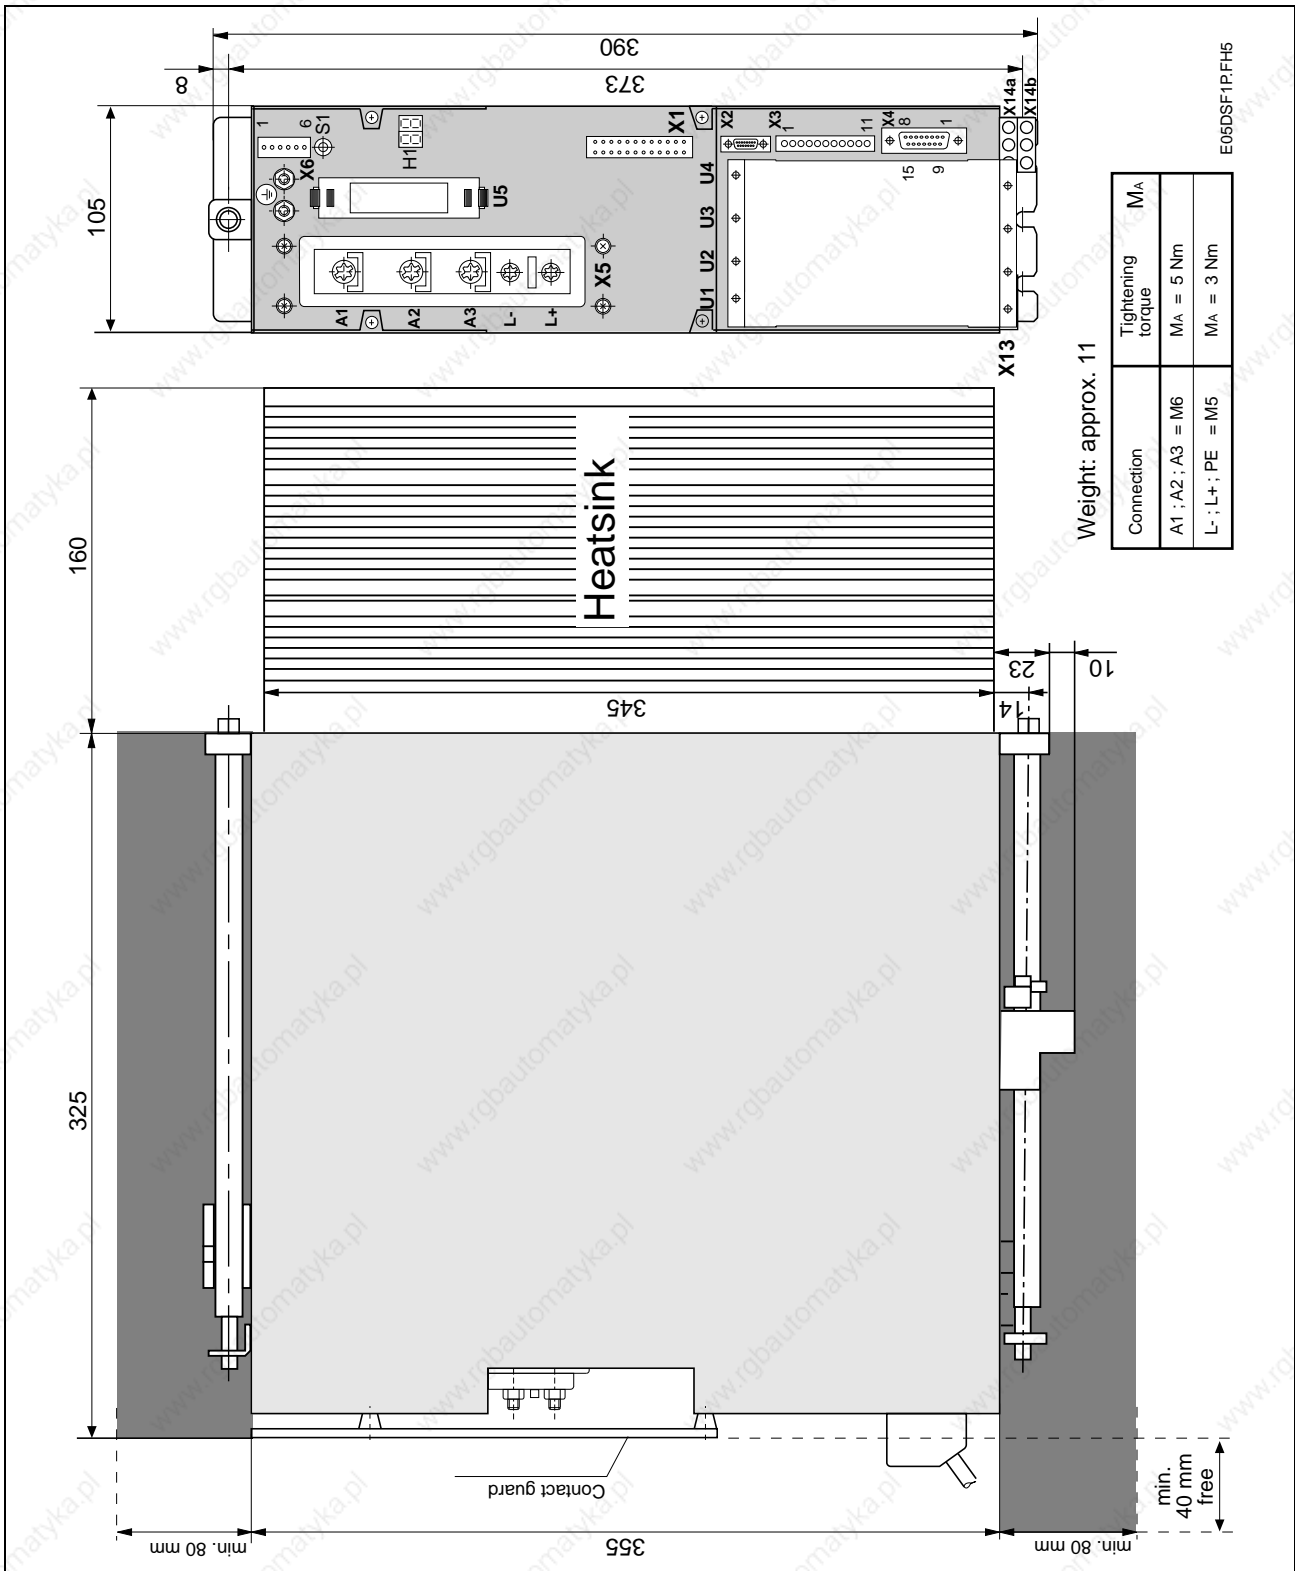 390
373
8
105
1
6
S1
X6
H1
U5
X1
X2
X3
1
11
X4
8
1
15
9
X14a
X14b
U4
U3
U2
U1
X5
A1
A2
A3
L-
L+
X13
E05DSF1P.FH5
Weight: approx. 11
Connection Tightening torque MA
A1 ; A2 ; A3 = M6 MA = 5 Nm
L- ; L+ ; PE = M5 MA = 3 Nm
160
Heatsink
345
14
23
10
325
Contact guard
min. 80 mm
355
min. 80 mm
min.
40 mm
free
www.rgbautomatyka.pl